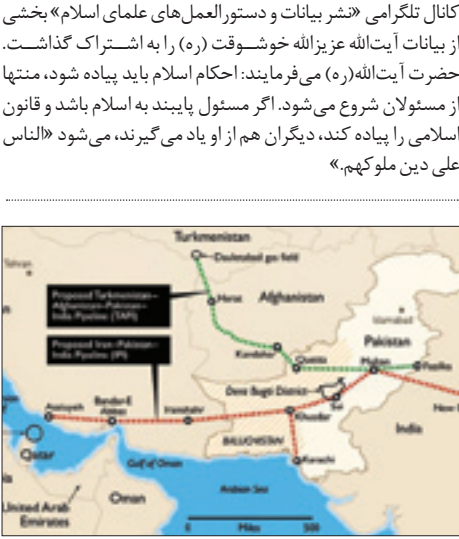 کانال تلگرامی «نشر بیانات و دستورالعمل‌های علمای اسلام» بخشی
از بیانات آیت‌الله عزیزالله خوشوقت (ره) را به اشتراک گذاشت.
حضرت آیت‌الله(ره) می‌فرمایند: احکام اسلام باید پیاده شود، منتها
از مسئولان شروع می‌شود. اگر مسئول پایبند به اسلام باشد و قانون
اسلامی را پیاده کند، دیگران هم از او یاد می‌گیرند، می‌شود «الناس
علی دین ملوکهم.»
Turkmenistan
Tehran
Dauletabad gas field
Proposed Turkmenistan–
Afghanistan-Pakistan-
India Pipeline (TAPI)
Herat
Afghanistan
Islamabad
Proposed Iran-Pakistan-
India Pipeline (IPI)
Pakistan
Kandahar
Quetta
Multan
Fazilka
Dera Bugti District
Sui
New
Assaluyeh
Bandar-E
Abbas
Iranshahr
Khuzdar
India
BALUCHISTAN
Qatar
Karachi
Gulf of Oman
Arabian Sea
United Arab
Emirates
Oman
0 Miles 500